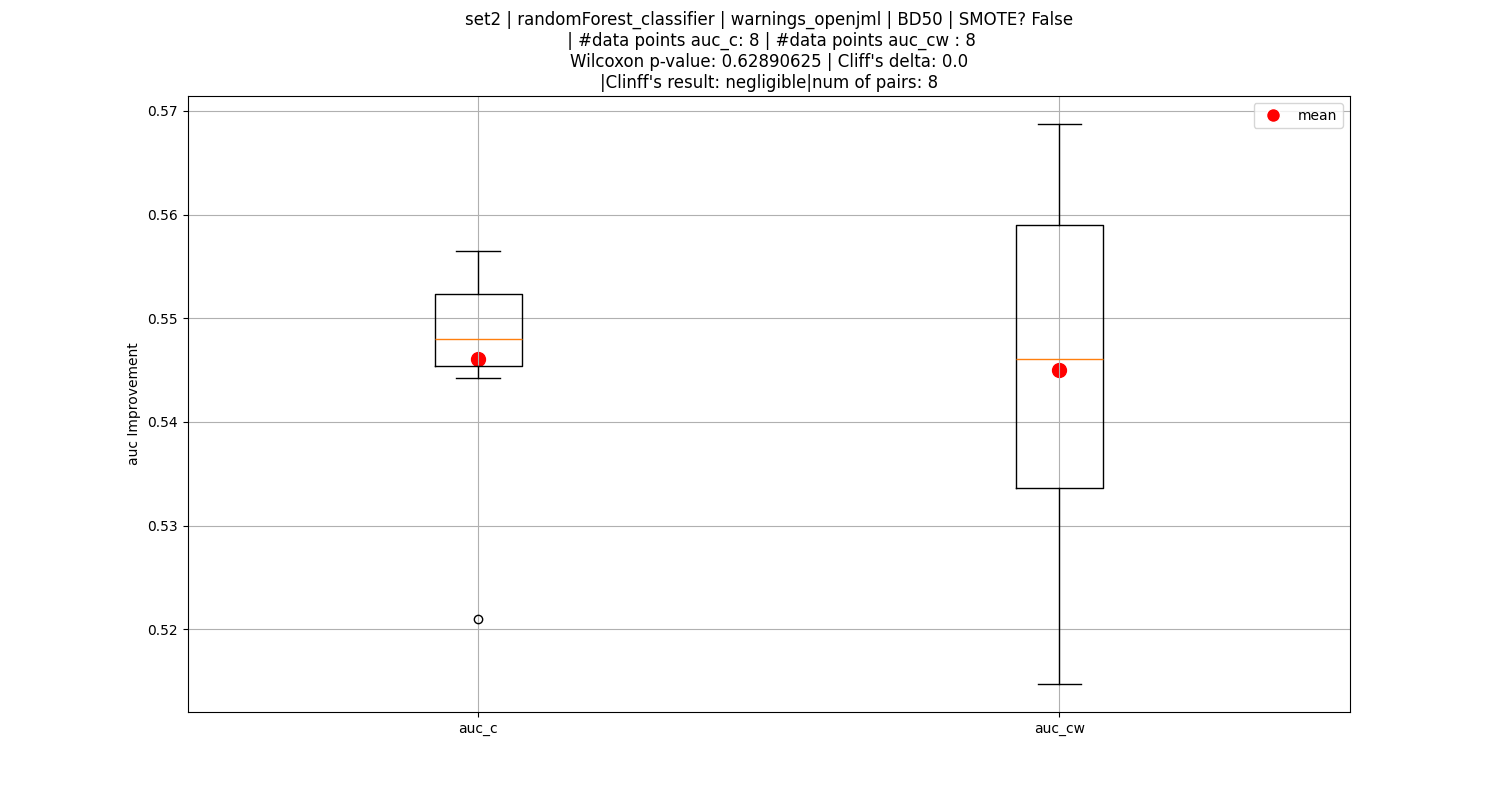 set2 | randomForest_classifier | warnings_openjml | BD50 | SMOTE? False
| #data points auc_c: 8 | #data points auc_cw : 8
Wilcoxon p-value: 0.62890625 | Cliff's delta: 0.0
|Clinff's result: negligible|num of pairs: 8
mean
0.57
0.56
0.55
0.54
0.53
0.52
auc Improvement
auc_c
auc_cw